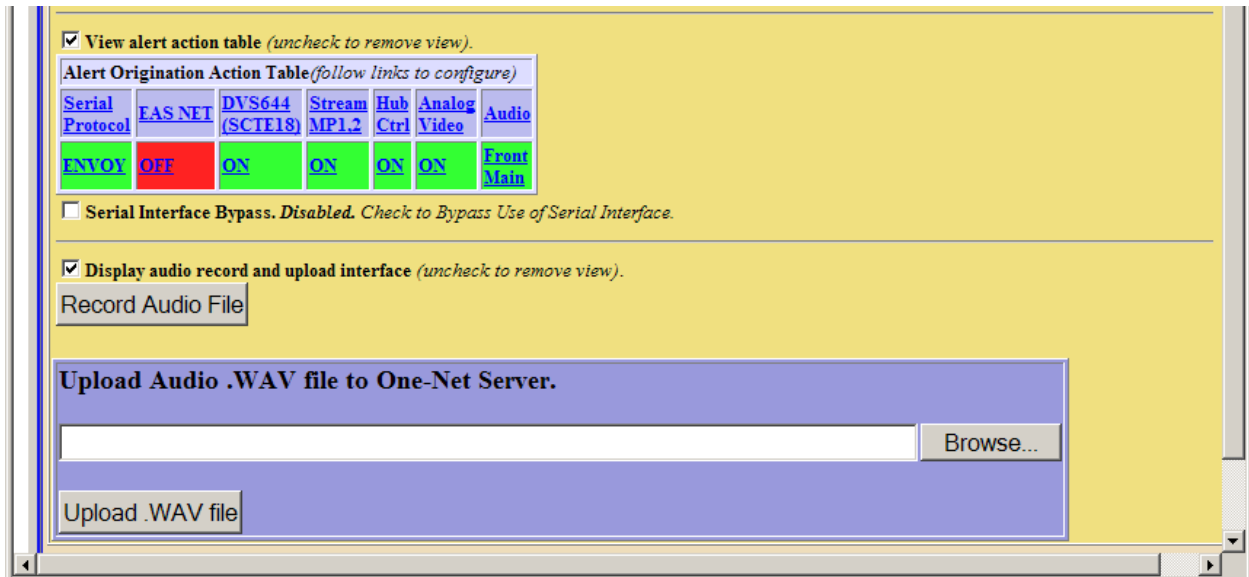 View alert action table (uncheck to remove view).
Alert Origination Action Table(follow links to configure)
Serial Protocol EAS NET DVS644 (SCTE18) Stream MP1,2 Hub Ctrl Analog Video Audio
ENVOY OFF ON ON ON ON Front Main
Serial Interface Bypass. Disabled. Check to Bypass Use of Serial Interface.
Display audio record and upload interface (uncheck to remove view).
Record Audio File
Upload Audio .WAV file to One-Net Server.
Browse...
Upload .WAV file